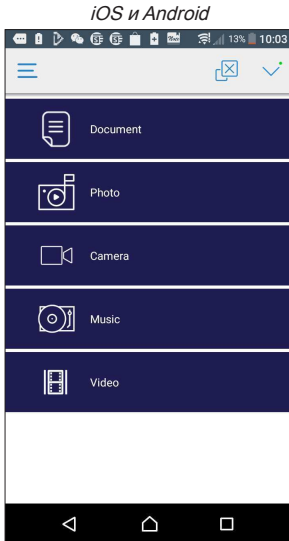 iOS и Android
13% 10:03
Document
Photo
Camera
Music
Video